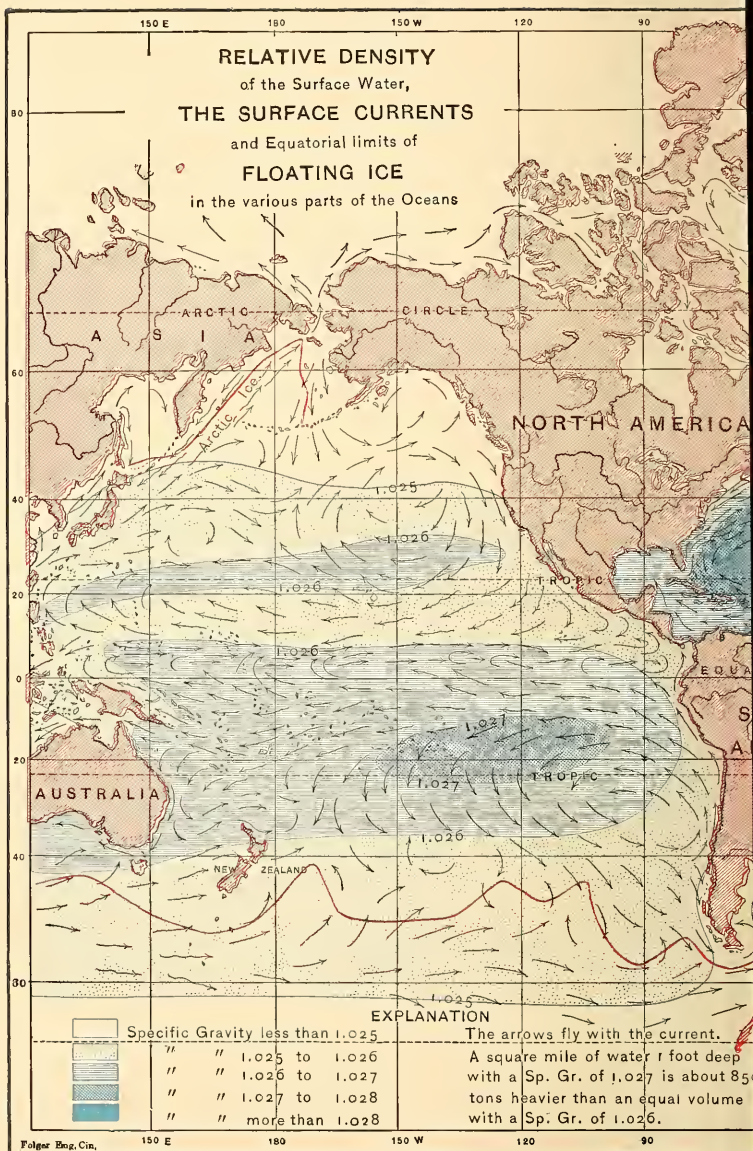 150 E 180 150 W 120 90
RELATIVE DENSITY
of the Surface Water,
THE SURFACE CURRENTS
and Equatorial limits of
FLOATING ICE
in the various parts of the Oceans
80
ARCTIC CIRCLE
ASIA
60
Arctic Ice
NORTH AMERICA
1.025
40
1.026
TROPIC
1.026
20
1.026
0
EQUA
S
1.027
A
20
1.027
TROPIC
AUSTRALIA
1.026
40
NEW ZEALAND
1.025
EXPLANATION
Specific Gravity less than 1.025
" " 1.025 to 1.026
" " 1.026 to 1.027
" " 1.027 to 1.028
" " more than 1.028
The arrows fly with the current.
A square mile of water 1 foot deep
with a Sp. Gr. of 1,027 is about 85
tons heavier than an equal volume
with a Sp. Gr. of 1.026.
150 E 180 150 W 120 90
Folger Eng, Cin,